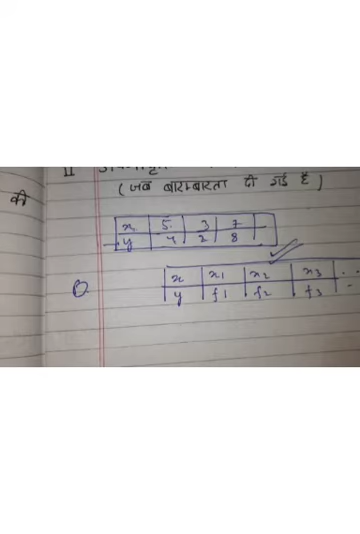 II
(जब बारम्बारता दी गई है)
की
x 5 3 7
y 4 2 8
Q. x x1 x2 x3 ...
y f1 f2 f3 ...